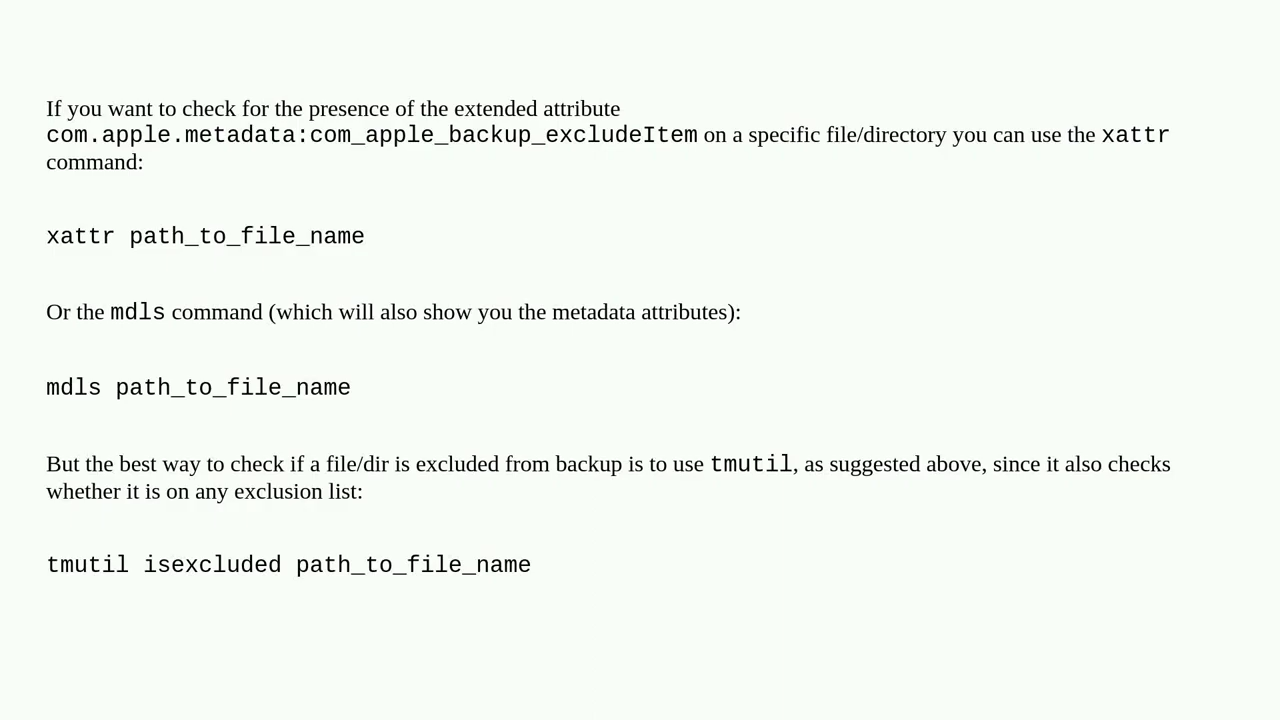 If you want to check for the presence of the extended attribute
com.apple.metadata:com_apple_backup_excludeItem on a specific file/directory you can use the xattr
command:
xattr path_to_file_name
Or the mdls command (which will also show you the metadata attributes):
mdls path_to_file_name
But the best way to check if a file/dir is excluded from backup is to use tmutil, as suggested above, since it also checks
whether it is on any exclusion list:
tmutil isexcluded path_to_file_name